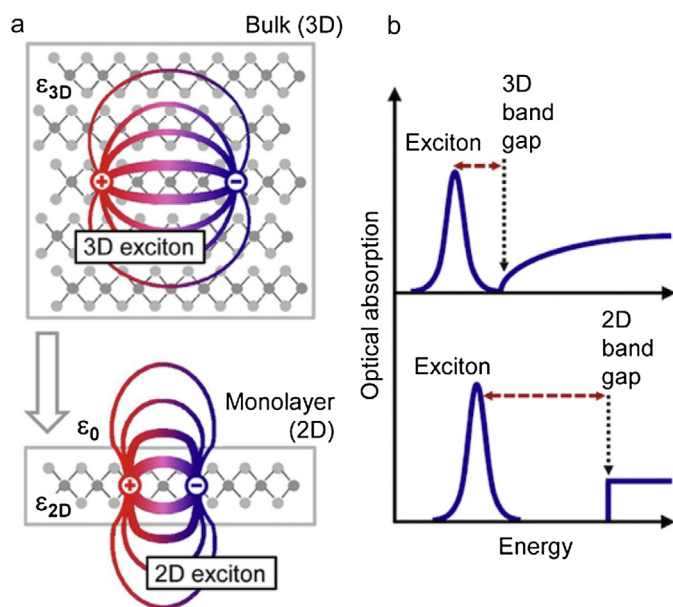 a
Bulk (3D)
ε3D
+
−
3D exciton
Monolayer
(2D)
ε0
ε2D
+
−
2D exciton
b
Optical absorption
Exciton
3D
band
gap
Exciton
2D
band
gap
Energy